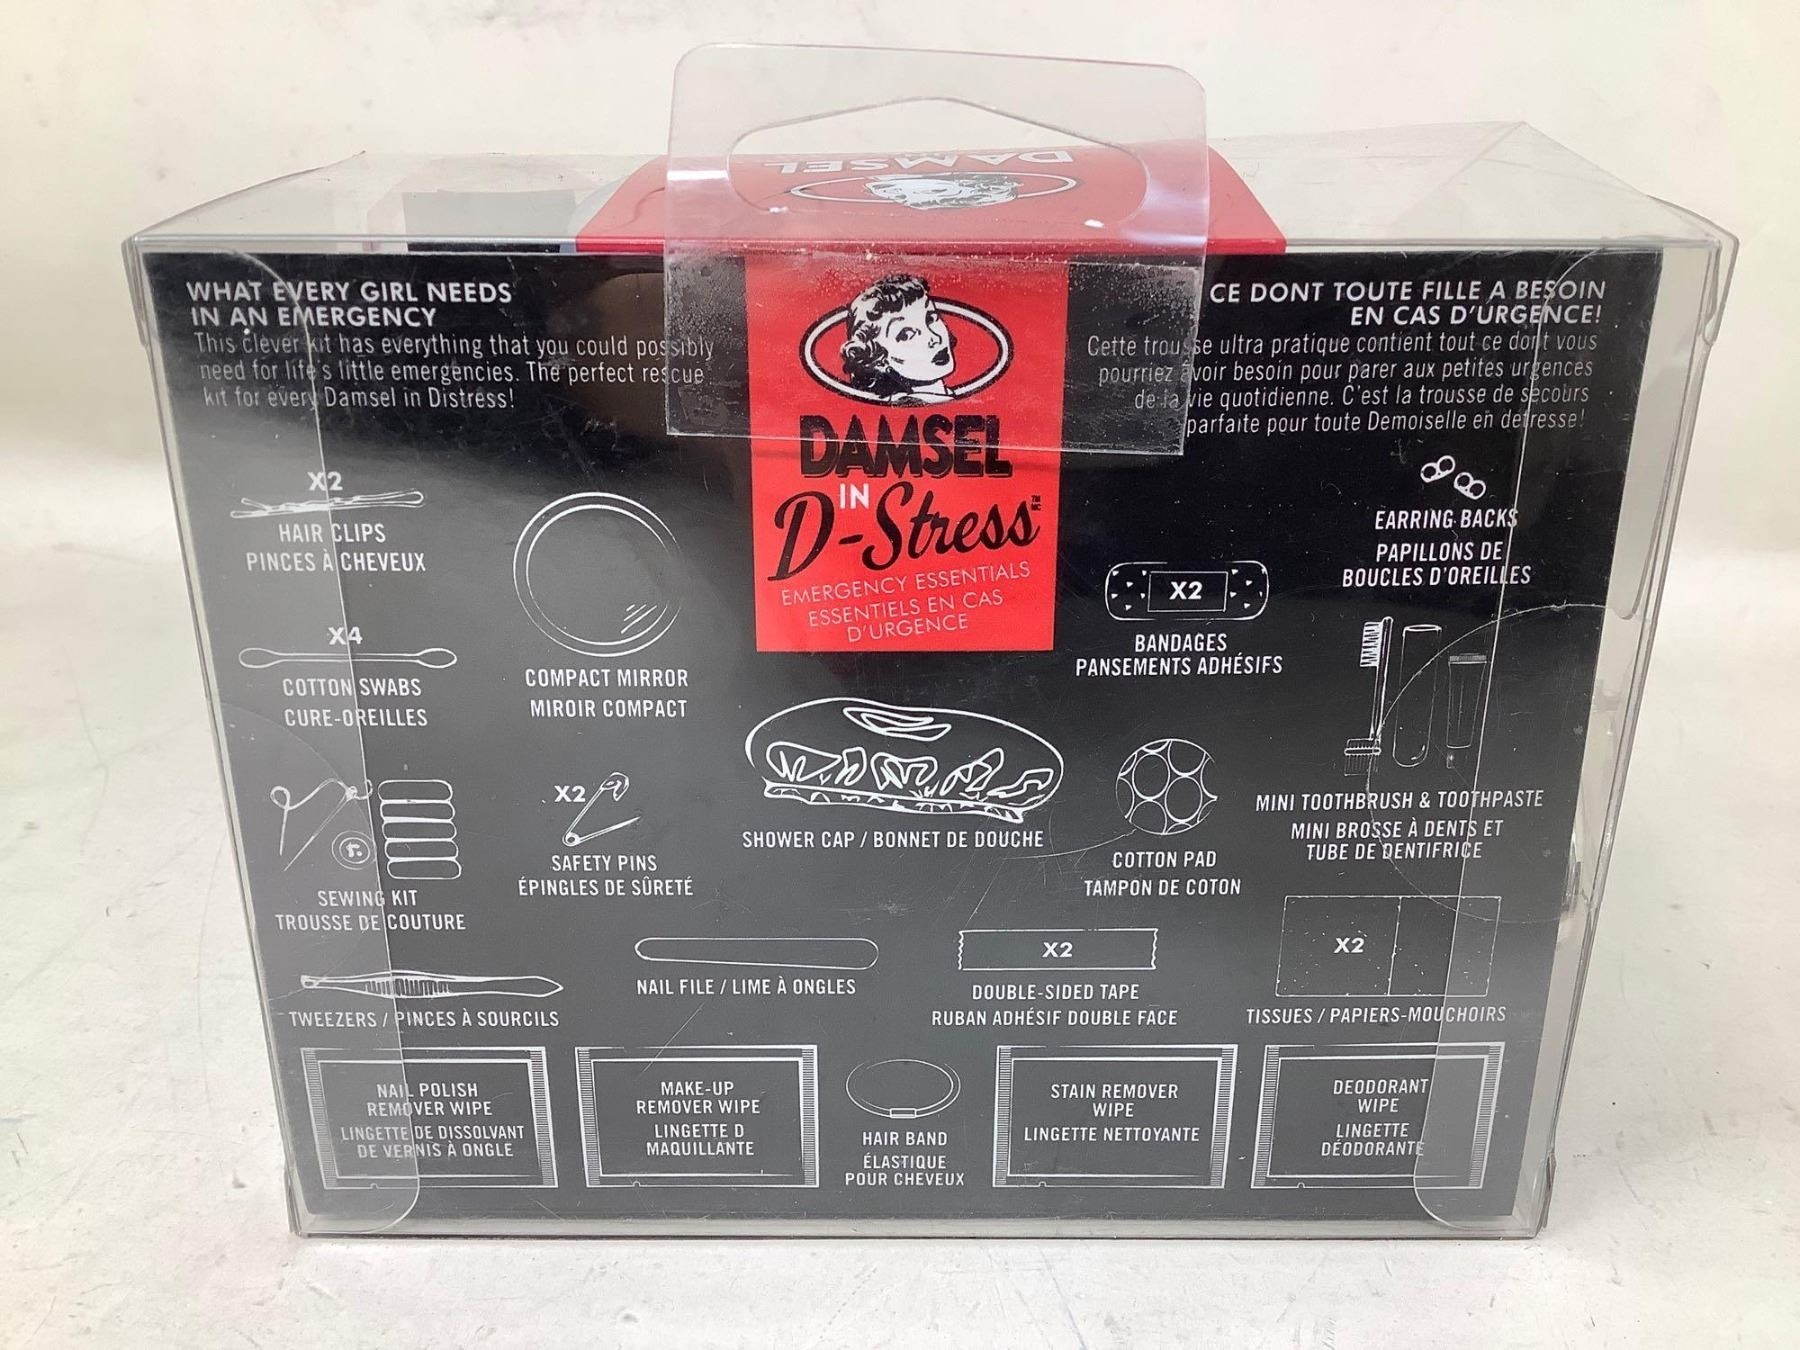 DAMSEL
WHAT EVERY GIRL NEEDS
IN AN EMERGENCY
This clever kit has everything that you could possibly
need for life's little emergencies. The perfect rescue
kit for every Damsel in Distress!
CE DONT TOUTE FILLE A BESOIN
EN CAS D'URGENCE!
Cette trousse ultra pratique contient tout ce dont vous
pourriez avoir besoin pour parer aux petites urgences
de la vie quotidienne. C'est la trousse de secours
parfaite pour toute Demoiselle en détresse!
DAMSEL
IN
D-Stress
TM
MC
EMERGENCY ESSENTIALS
ESSENTIELS EN CAS
D'URGENCE
X2
HAIR CLIPS
PINCES À CHEVEUX
X4
COTTON SWABS
CURE-OREILLES
COMPACT MIRROR
MIROIR COMPACT
X2
BANDAGES
PANSEMENTS ADHÉSIFS
EARRING BACKS
PAPILLONS DE
BOUCLES D'OREILLES
SEWING KIT
TROUSSE DE COUTURE
X2
SAFETY PINS
ÉPINGLES DE SÛRETÉ
SHOWER CAP / BONNET DE DOUCHE
COTTON PAD
TAMPON DE COTON
MINI TOOTHBRUSH & TOOTHPASTE
MINI BROSSE À DENTS ET
TUBE DE DENTIFRICE
TWEEZERS / PINCES À SOURCILS
NAIL FILE / LIME À ONGLES
X2
DOUBLE-SIDED TAPE
RUBAN ADHÉSIF DOUBLE FACE
X2
TISSUES / PAPIERS-MOUCHOIRS
NAIL POLISH
REMOVER WIPE
LINGETTE DE DISSOLVANT
DE VERNIS À ONGLE
MAKE-UP
REMOVER WIPE
LINGETTE D
MAQUILLANTE
HAIR BAND
ÉLASTIQUE
POUR CHEVEUX
STAIN REMOVER
WIPE
LINGETTE NETTOYANTE
DEODORANT
WIPE
LINGETTE
DÉODORANTE